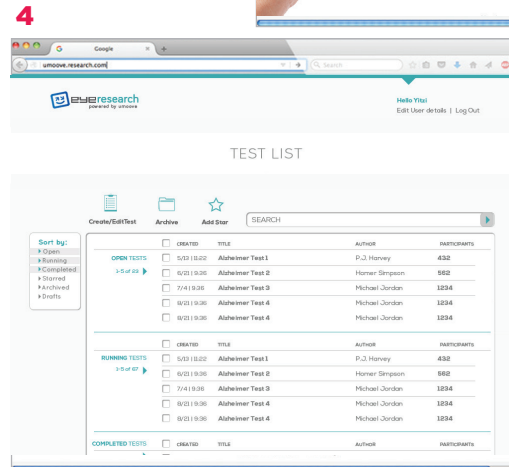 4
Google × +
umoove.research.com
Search
eyeresearch
powered by umoove
Hello Yitzi
Edit User details | Log Out
TEST LIST
Create/EditTest Archive Add Star SEARCH
Sort by:
Open
Running
Completed
Starred
Archived
Drafts
CREATED TITLE AUTHOR PARTICIPANTS
OPEN TESTS 5/13 | 11:22 Alzheimer Test 1 P.J. Harvey 432
1-5 of 23 6/21 | 9:36 Alzheimer Test 2 Homer Simpson 562
7/4 | 9:36 Alzheimer Test 3 Michael Jordan 1234
8/21 | 9:36 Alzheimer Test 4 Michael Jordan 1234
8/21 | 9:36 Alzheimer Test 4 Michael Jordan 1234
CREATED TITLE AUTHOR PARTICIPANTS
RUNNING TESTS 5/13 | 11:22 Alzheimer Test 1 P.J. Harvey 432
1-5 of 67 6/21 | 9:36 Alzheimer Test 2 Homer Simpson 562
7/4 | 9:36 Alzheimer Test 3 Michael Jordan 1234
8/21 | 9:36 Alzheimer Test 4 Michael Jordan 1234
8/21 | 9:36 Alzheimer Test 4 Michael Jordan 1234
COMPLETED TESTS CREATED TITLE AUTHOR PARTICIPANTS